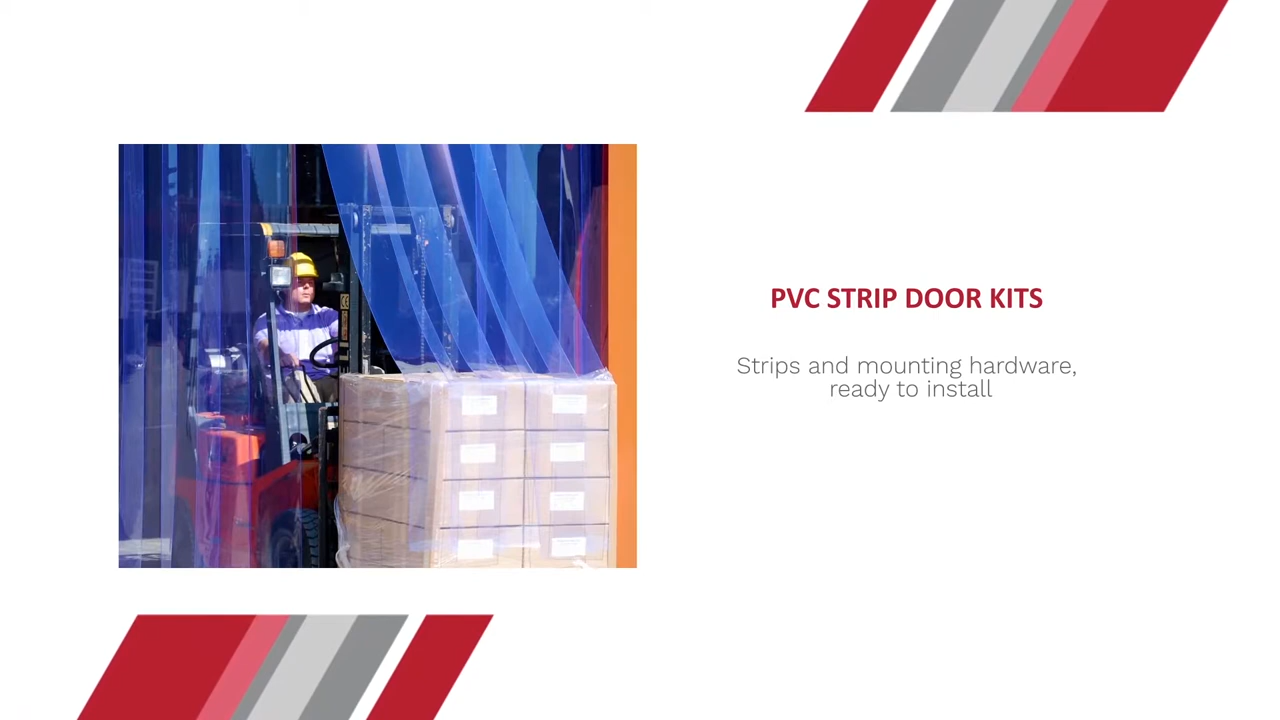 PVC STRIP DOOR KITS
Strips and mounting hardware,
ready to install